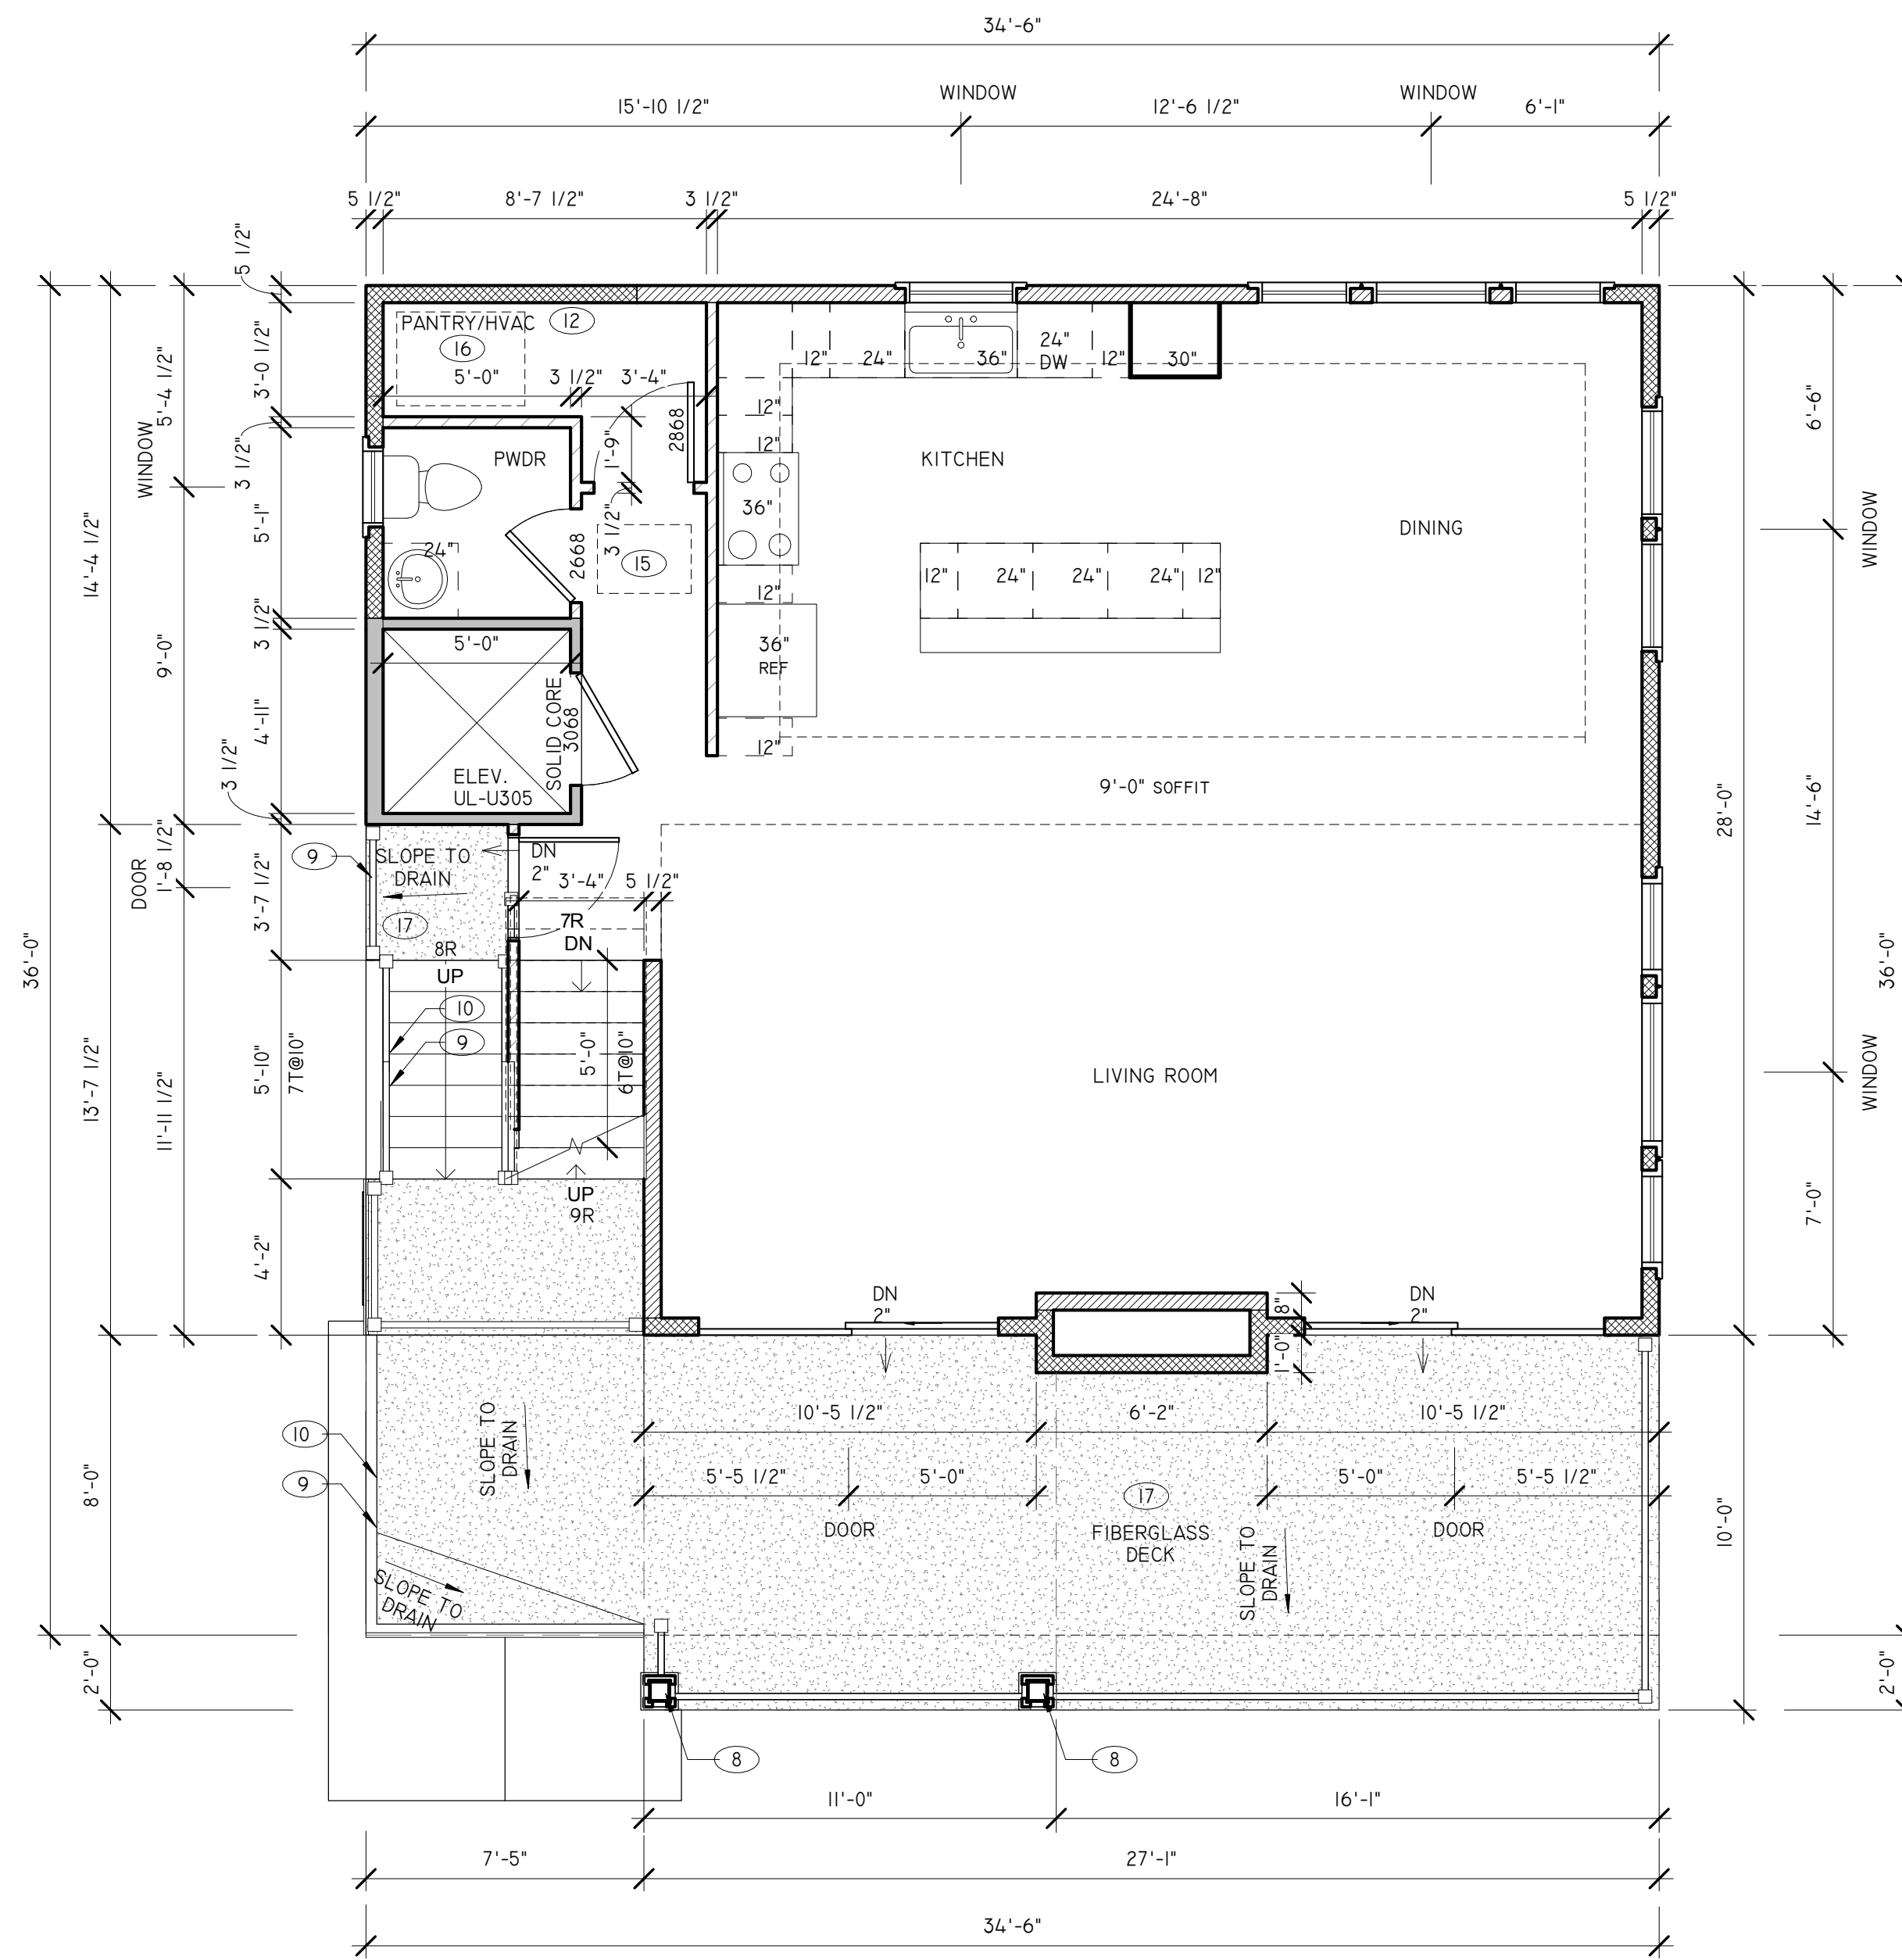 34'-6"
WINDOW
WINDOW
15'-10 1/2"
12'-6 1/2"
6'-1"
5 1/2"
8'-7 1/2"
3 1/2"
24'-8"
5 1/2"
5 1/2"
3'-0 1/2"
3 1/2"
5'-1"
3 1/2"
4'-11"
3 1/2"
3'-7 1/2"
5'-10"
7T@10"
4'-2"
5'-4 1/2"
WINDOW
9'-0"
1'-8 1/2"
DOOR
11'-11 1/2"
14'-4 1/2"
13'-7 1/2"
8'-0"
2'-0"
36'-0"
PANTRY/HVAC
12
16
5'-0"
3 1/2"
3'-4"
2868
1'-9"
3 1/2"
PWDR
24"
2668
15
5'-0"
SOLID CORE
3068
ELEV.
UL-U305
12"
24"
36"
24"
DW
12"
30"
12"
12"
36"
12"
36"
REF
12"
KITCHEN
DINING
12"
24"
24"
24"
12"
9'-0" SOFFIT
LIVING ROOM
9
SLOPE TO
DRAIN
17
DN
2"
3'-4"
5 1/2"
7R
DN
8R
UP
10
9
5'-0"
6T@10"
UP
9R
DN
2"
DN
2"
8"
1'-0"
6'-6"
WINDOW
14'-6"
WINDOW
7'-0"
28'-0"
36'-0"
10'-0"
2'-0"
10'-5 1/2"
6'-2"
10'-5 1/2"
5'-5 1/2"
5'-0"
5'-0"
5'-5 1/2"
DOOR
17
FIBERGLASS
DECK
DOOR
SLOPE TO
DRAIN
SLOPE TO
DRAIN
10
9
SLOPE TO
DRAIN
8
8
11'-0"
16'-1"
7'-5"
27'-1"
34'-6"